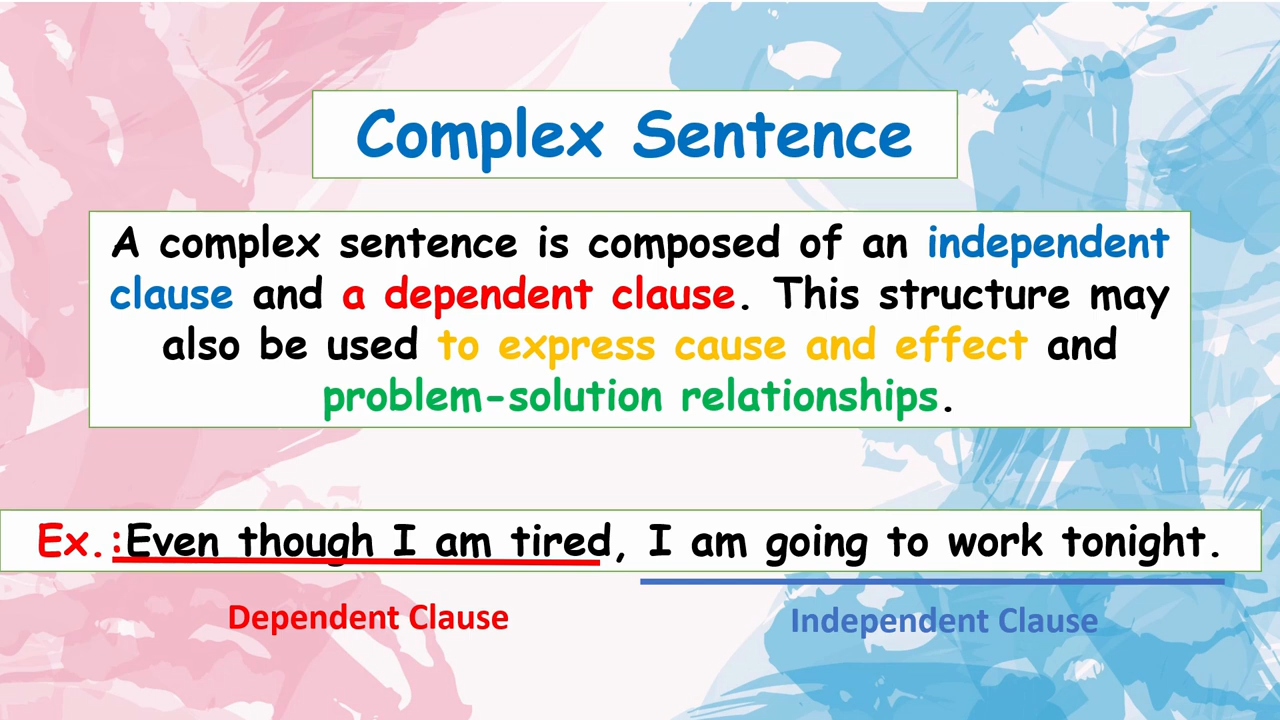 Complex Sentence
A complex sentence is composed of an independent
clause and a dependent clause. This structure may
also be used to express cause and effect and
problem-solution relationships.
Ex.:Even though I am tired, I am going to work tonight.
Dependent Clause
Independent Clause